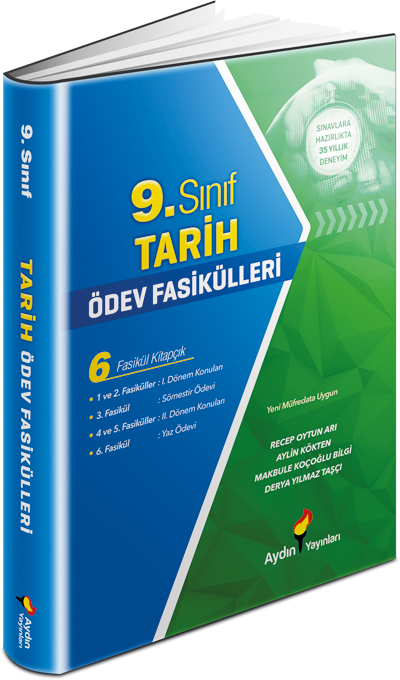 9. Sınıf
TARİH ÖDEV FASİKÜLLERİ
Aydın
Yayınları
SINAVLARA
HAZIRLIKTA
35 YILLIK
DENEYİM
9. Sınıf
TARİH
ÖDEV FASİKÜLLERİ
6 Fasikül Kitapçık
• 1 ve 2. Fasiküller : I. Dönem Konuları
• 3. Fasikül : Sömestir Ödevi
• 4 ve 5. Fasiküller : II. Dönem Konuları
• 6. Fasikül : Yaz Ödevi
Yeni Müfredata Uygun
RECEP OYTUN ARI
AYLİN KÖKTEN
MAKBULE KOÇOĞLU BİLGİ
DERYA YILMAZ TAŞÇI
Aydın Yayınları